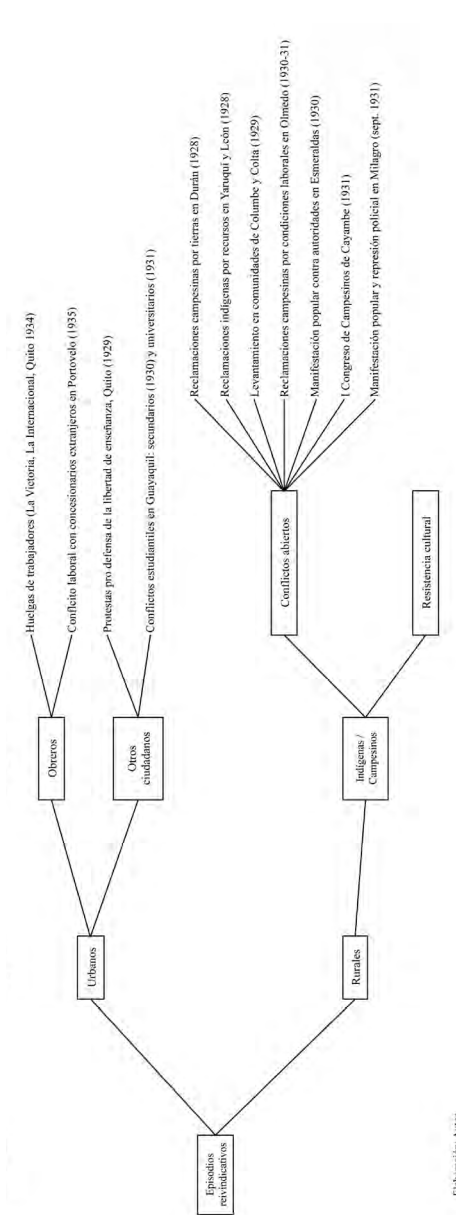 Episodios
reivindicativos
Urbanos
Obreros
Huelgas de trabajadores (La Victoria, La Internacional, Quito 1934)
Conflicto laboral con concesionarios extranjeros en Portovelo (1935)
Otros
ciudadanos
Protestas pro defensa de la libertad de enseñanza, Quito (1929)
Conflictos estudiantiles en Guayaquil: secundarios (1930) y universitarios (1931)
Rurales
Indígenas /
Campesinos
Conflictos abiertos
Reclamaciones campesinas por tierras en Durán (1928)
Reclamaciones indígenas por recursos en Yaruquí y León (1928)
Levantamiento en comunidades de Columbe y Colta (1929)
Reclamaciones campesinas por condiciones laborales en Olmedo (1930-31)
Manifestación popular contra autoridades en Esmeraldas (1930)
I Congreso de Campesinos de Cayambe (1931)
Manifestación popular y represión policial en Milagro (sept. 1931)
Resistencia cultural